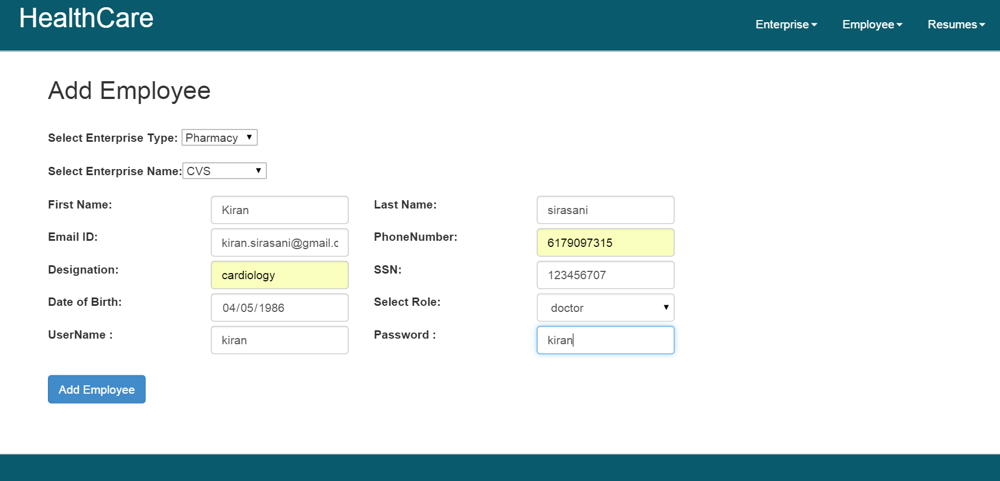 HealthCare
Enterprise Employee Resumes
Add Employee
Select Enterprise Type: Pharmacy
Select Enterprise Name: CVS
First Name: Kiran Last Name: sirasani
Email ID: kiran.sirasani@gmail.c PhoneNumber: 6179097315
Designation: cardiology SSN: 123456707
Date of Birth: 04/05/1986 Select Role: doctor
UserName : kiran Password : kiran
Add Employee